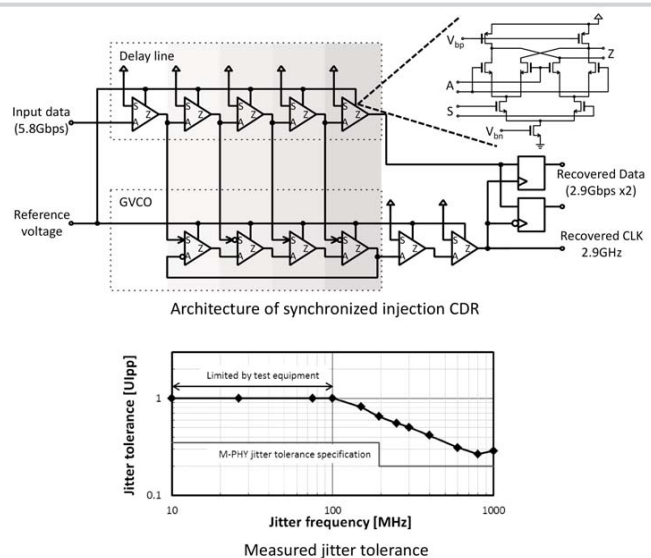 Delay line
Input data
(5.8Gbps)
Reference
voltage
GVCO
S
Z
A
S
Z
A
S
Z
A
S
Z
A
S
Z
A
S
Z
A
S
Z
A
S
Z
A
S
Z
A
S
Z
A
S
Z
A
Vbp
Z
A
S
Vbn
Recovered Data
(2.9Gbps x2)
Recovered CLK
2.9GHz
Architecture of synchronized injection CDR
Jitter tolerance [UIpp]
1
0.1
Limited by test equipment
M-PHY jitter tolerance specification
10
100
1000
Jitter frequency [MHz]
Measured jitter tolerance